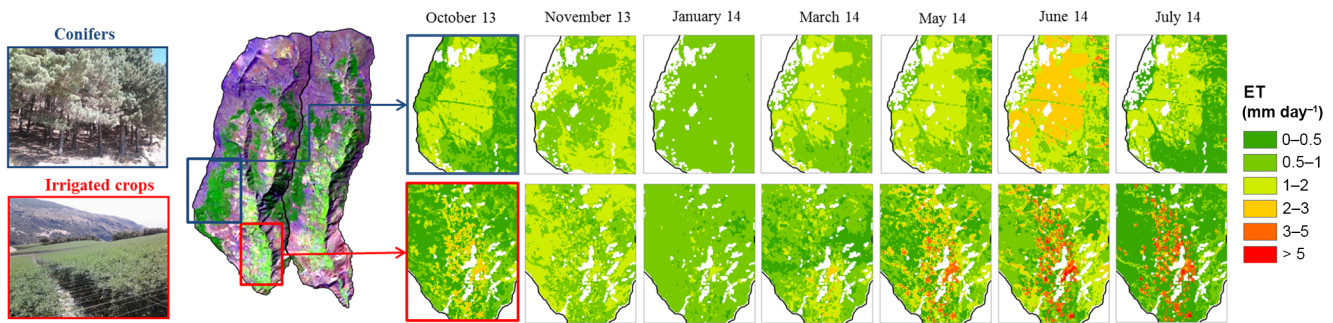 October 13
November 13
January 14
March 14
May 14
June 14
July 14
Conifers
Irrigated crops
ET
(mm day⁻¹)
0–0.5
0.5–1
1–2
2–3
3–5
> 5